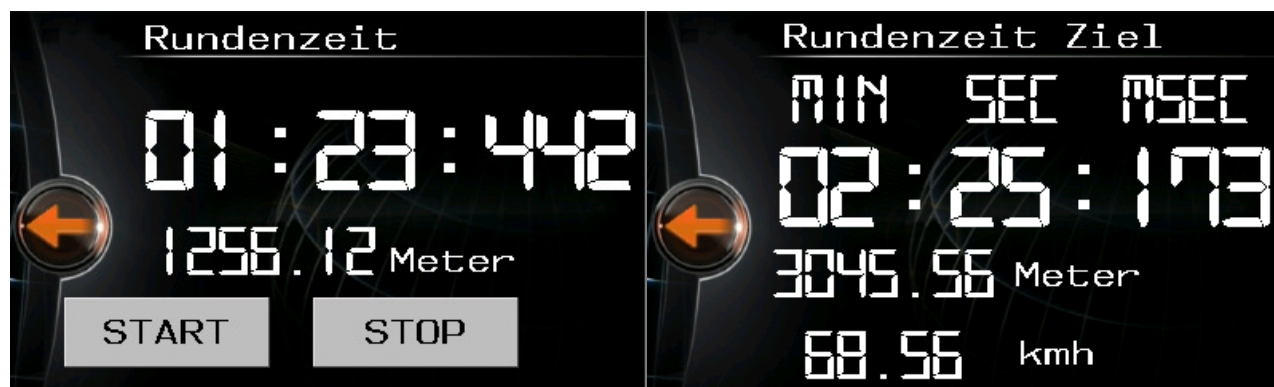 Rundenzeit
01:23:442
1256.12 Meter
START STOP
Rundenzeit Ziel
MIN SEC MSEC
02:25:173
3045.56 Meter
68.56 kmh